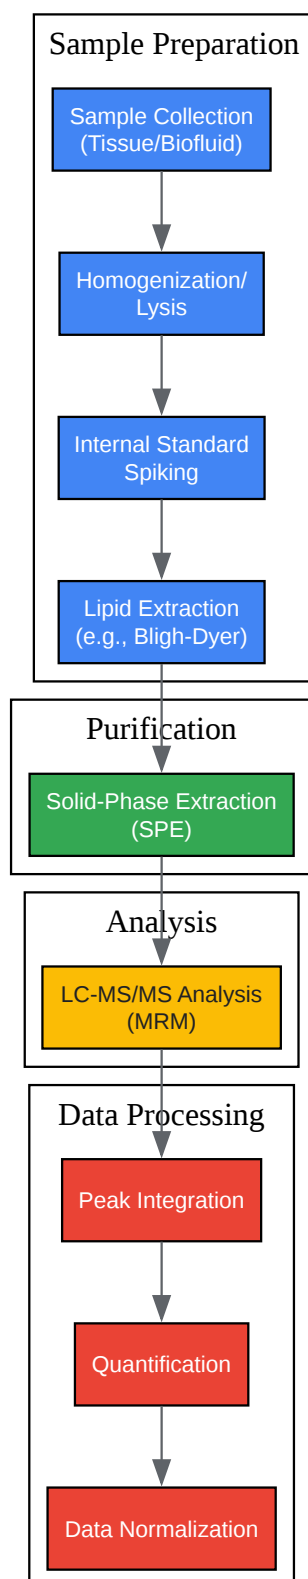 Sample Preparation
Sample Collection
(Tissue/Biofluid)
Homogenization/
Lysis
Internal Standard
Spiking
Lipid Extraction
(e.g., Bligh-Dyer)
Purification
Solid-Phase Extraction
(SPE)
Analysis
LC-MS/MS Analysis
(MRM)
Data Processing
Peak Integration
Quantification
Data Normalization